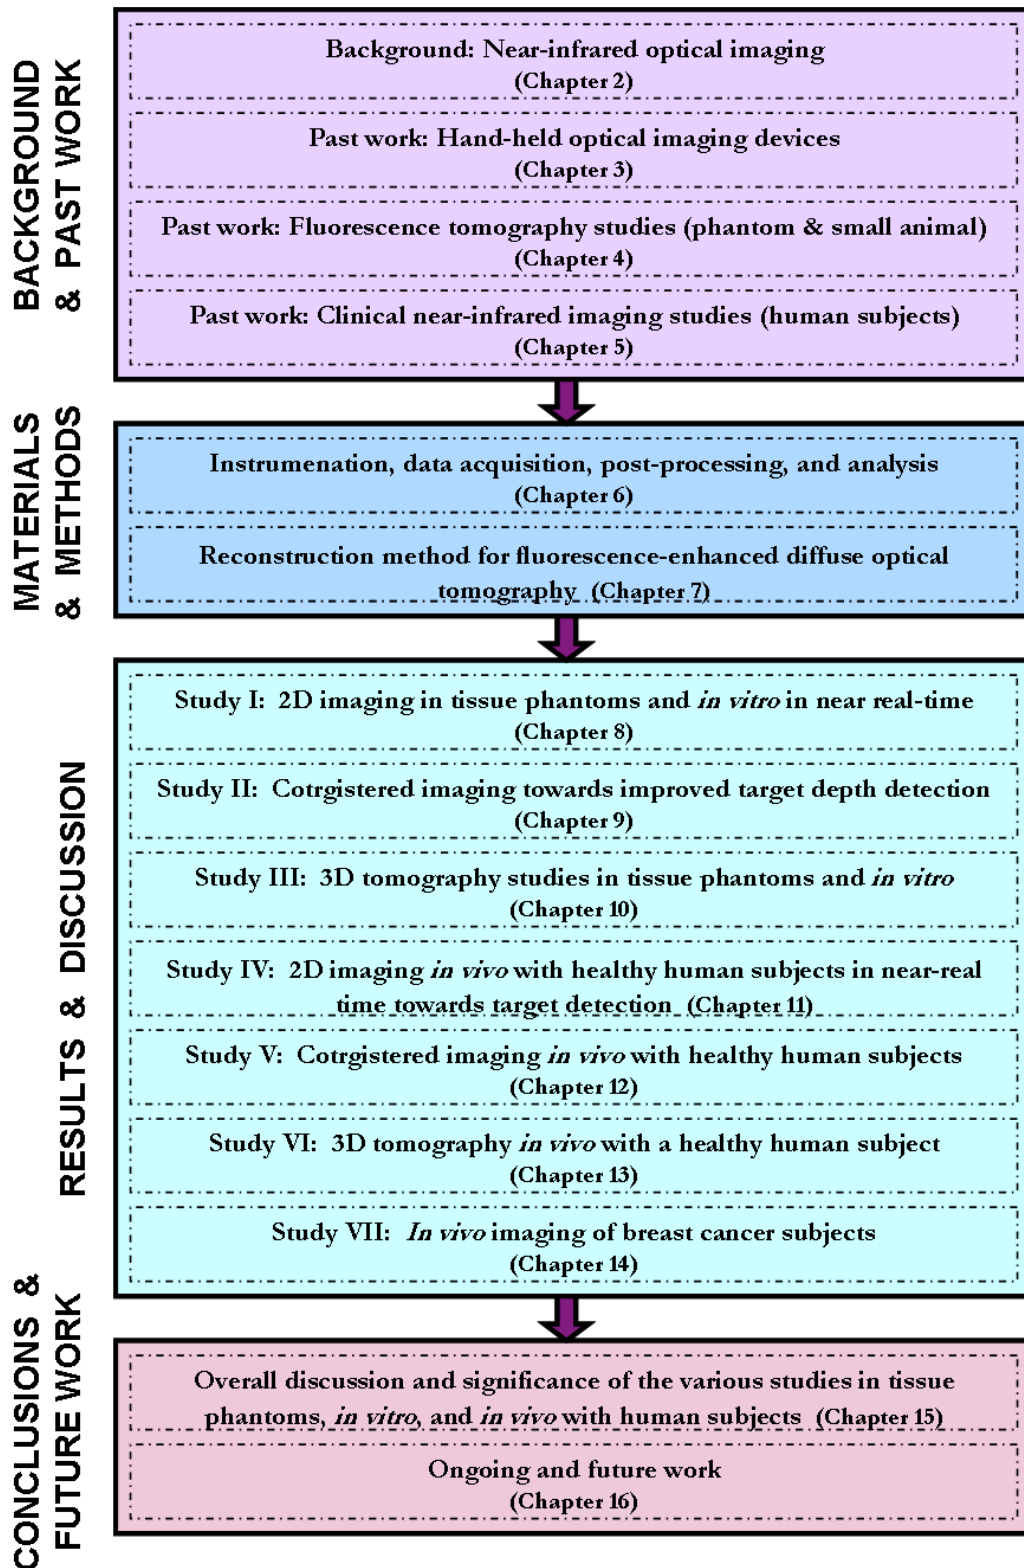 BACKGROUND
& PAST WORK
Background: Near-infrared optical imaging
(Chapter 2)
Past work: Hand-held optical imaging devices
(Chapter 3)
Past work: Fluorescence tomography studies (phantom & small animal)
(Chapter 4)
Past work: Clinical near-infrared imaging studies (human subjects)
(Chapter 5)
MATERIALS
& METHODS
Instrumenation, data acquisition, post-processing, and analysis
(Chapter 6)
Reconstruction method for fluorescence-enhanced diffuse optical
tomography (Chapter 7)
RESULTS & DISCUSSION
Study I: 2D imaging in tissue phantoms and in vitro in near real-time
(Chapter 8)
Study II: Cotrgistered imaging towards improved target depth detection
(Chapter 9)
Study III: 3D tomography studies in tissue phantoms and in vitro
(Chapter 10)
Study IV: 2D imaging in vivo with healthy human subjects in near-real
time towards target detection (Chapter 11)
Study V: Cotrgistered imaging in vivo with healthy human subjects
(Chapter 12)
Study VI: 3D tomography in vivo with a healthy human subject
(Chapter 13)
Study VII: In vivo imaging of breast cancer subjects
(Chapter 14)
CONCLUSIONS &
FUTURE WORK
Overall discussion and significance of the various studies in tissue
phantoms, in vitro, and in vivo with human subjects (Chapter 15)
Ongoing and future work
(Chapter 16)